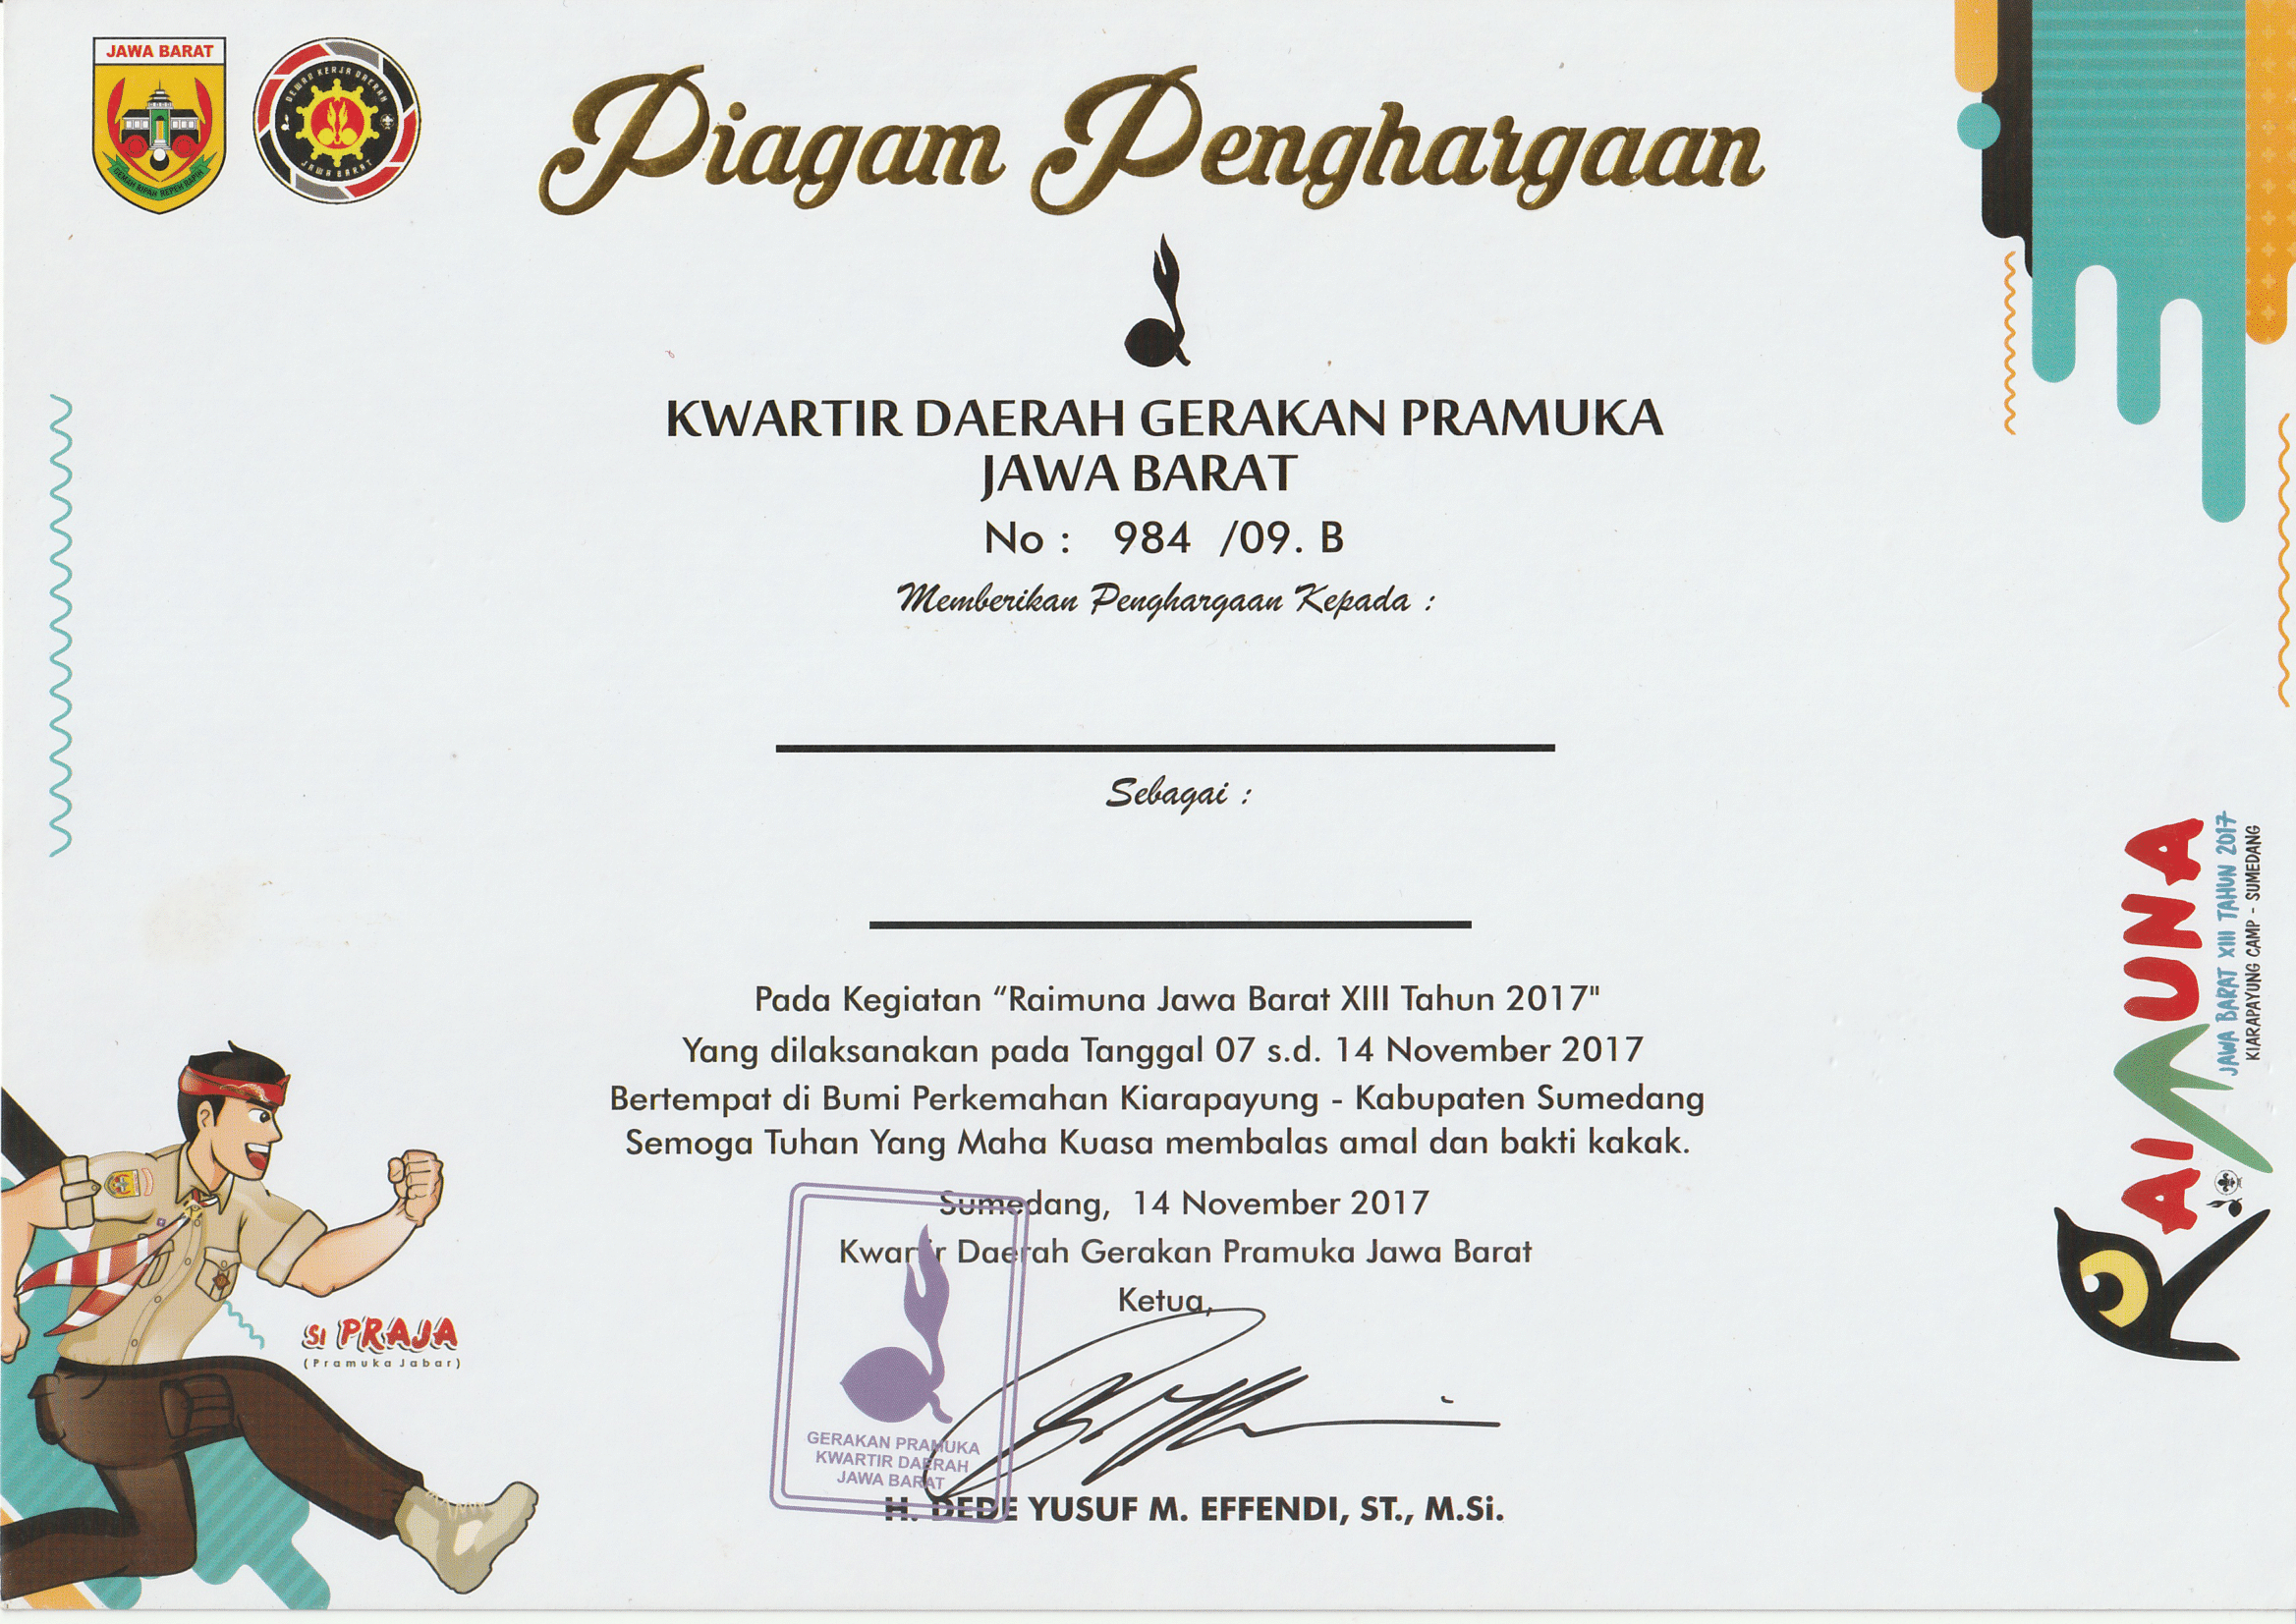 JAWA BARAT
GEMAH RIPAH REPEH RAPIH
DEWAN KERJA DAERAH
JAWA BARAT
Piagam Penghargaan
KWARTIR DAERAH GERAKAN PRAMUKA
JAWA BARAT
No : 984 /09. B
Memberikan Penghargaan Kepada :
Sebagai :
Pada Kegiatan “Raimuna Jawa Barat XIII Tahun 2017"
Yang dilaksanakan pada Tanggal 07 s.d. 14 November 2017
Bertempat di Bumi Perkemahan Kiarapayung - Kabupaten Sumedang
Semoga Tuhan Yang Maha Kuasa membalas amal dan bakti kakak.
Sumedang, 14 November 2017
Kwartir Daerah Gerakan Pramuka Jawa Barat
Ketua,
GERAKAN PRAMUKA
KWARTIR DAERAH
JAWA BARAT
H. DEDE YUSUF M. EFFENDI, ST., M.Si.
Si PRAJA
(Pramuka Jabar)
RAIMUNA
JAWA BARAT XIII TAHUN 2017
KIARAPAYUNG CAMP - SUMEDANG